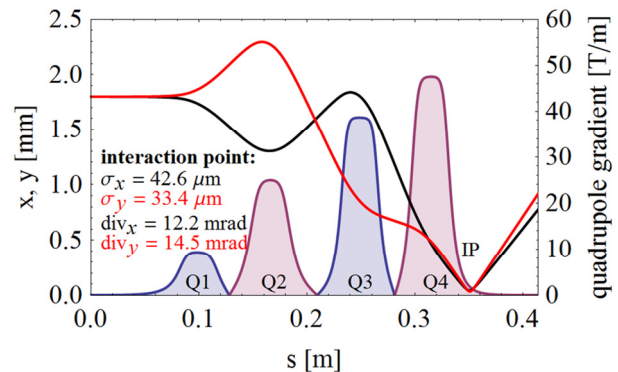 2.5
2.0
1.5
1.0
0.5
0.0
x, y [mm]
60
50
40
30
20
10
0
quadrupole gradient [T/m]
interaction point:
σx = 42.6 μm
σy = 33.4 μm
divx = 12.2 mrad
divy = 14.5 mrad
Q1 Q2 Q3 Q4
IP
0.0 0.1 0.2 0.3 0.4
s [m]